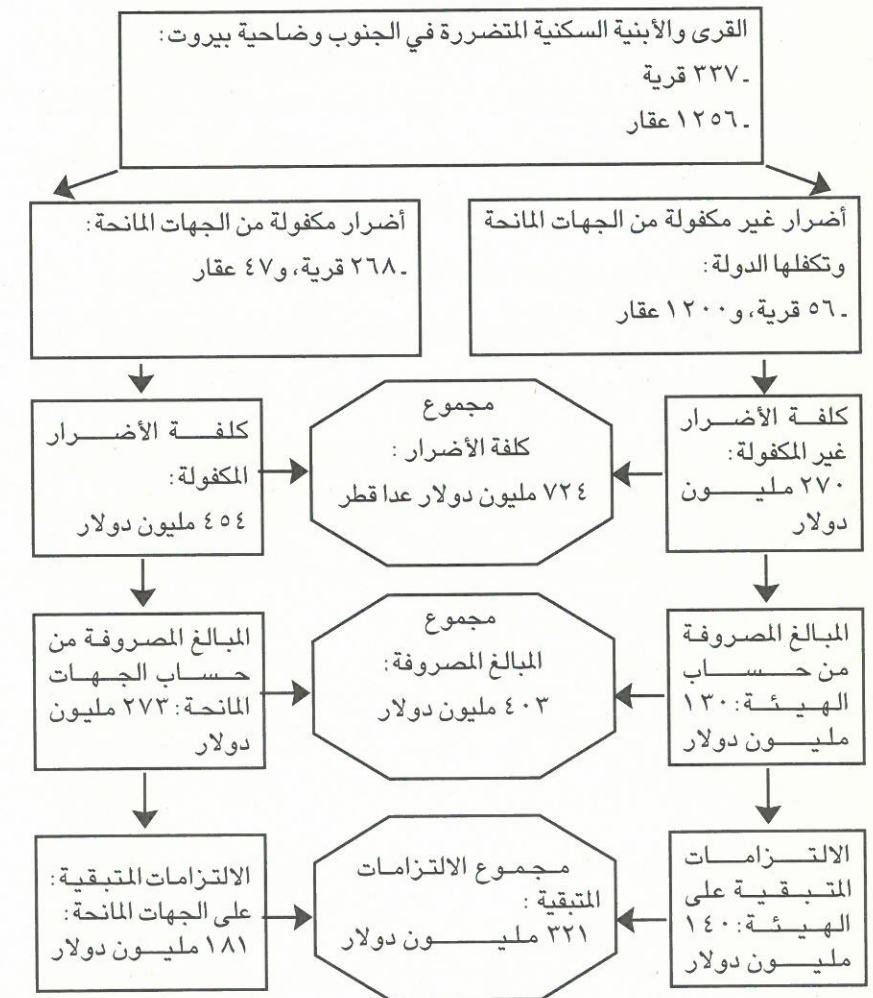 القرى والأبنية السكنية المتضررة في الجنوب وضاحية بيروت:
ـ ٣٣٧ قرية
ـ ١٢٥٦ عقار
أضرار غير مكفولة من الجهات المانحة
وتكفلها الدولة:
ـ ٥٦ قرية، و١٢٠٠ عقار
أضرار مكفولة من الجهات المانحة:
ـ ٢٦٨ قرية، و٤٧ عقار
كلفة الأضرار
غير المكفولة:
٢٧٠ مليون
دولار
مجموع
كلفة الأضرار :
٧٢٤ مليون دولار عدا قطر
كلفة الأضرار
المكفولة:
٤٥٤ مليون دولار
المبالغ المصروفة
من حساب
الهيئة: ١٣٠
مليون دولار
مجموع
المبالغ المصروفة:
٤٠٣ مليون دولار
المبالغ المصروفة من
حساب الجهات
المانحة: ٢٧٣ مليون
دولار
الالتزامات
المتبقية على
الهيئة: ١٤٠
مليون دولار
مجموع الالتزامات
المتبقية :
٣٢١ مليون دولار
الالتزامات المتبقية :
على الجهات المانحة:
١٨١ مليون دولار